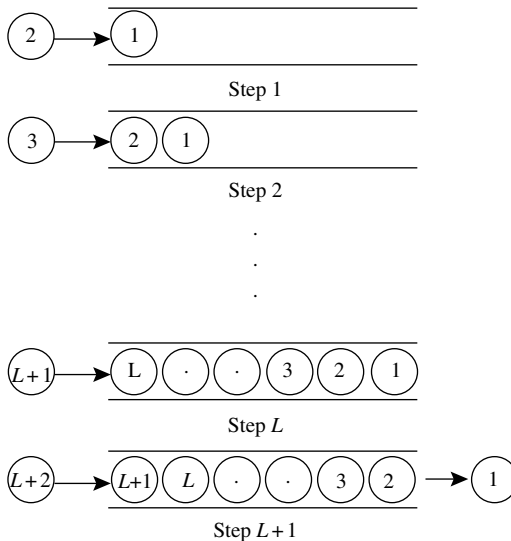 2 1
Step 1
3 2 1
Step 2
.
.
.
L+1 L . . 3 2 1
Step L
L+2 L+1 L . . 3 2 1
Step L+1